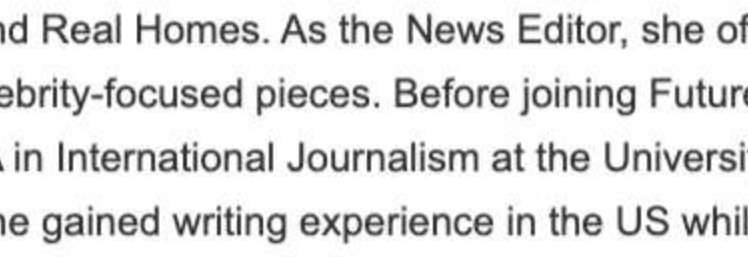 nd Real Homes. As the News Editor, she of
ebrity-focused pieces. Before joining Future
in International Journalism at the Universi
he gained writing experience in the US whil